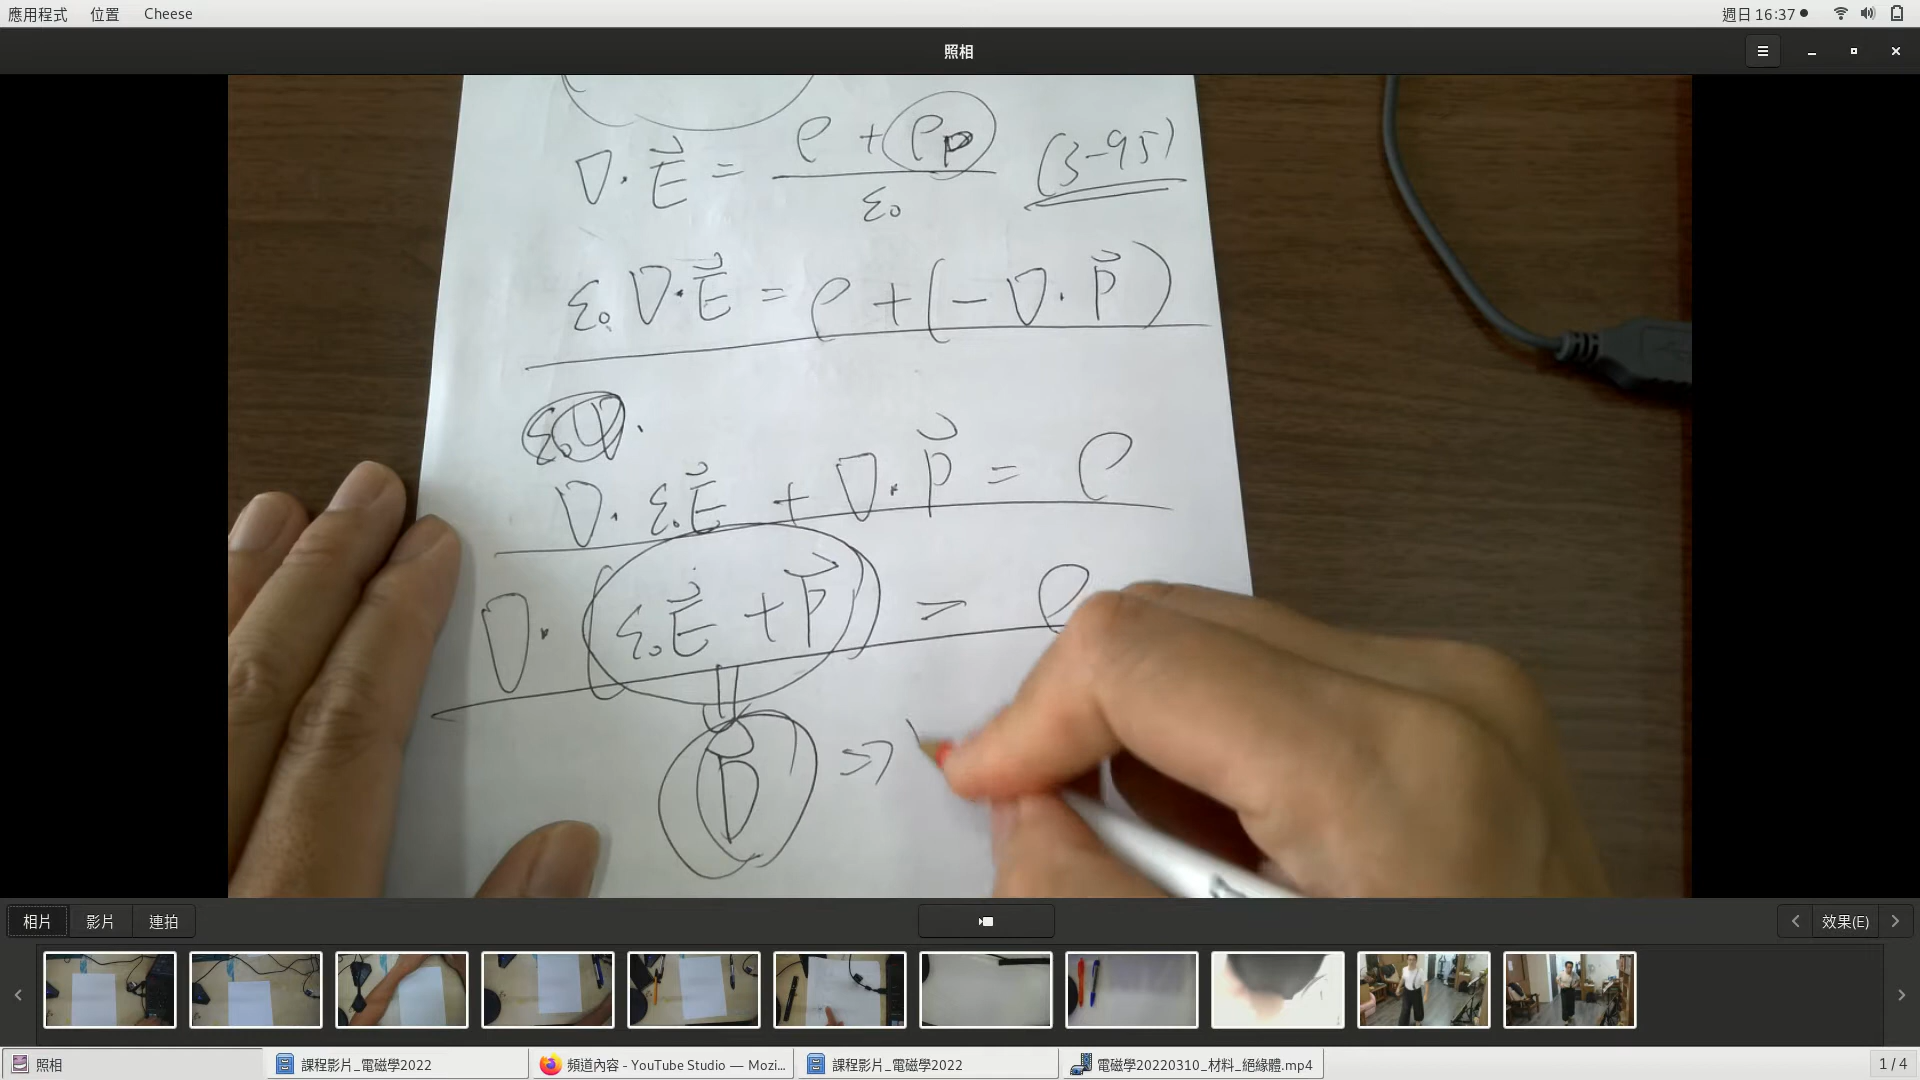 應用程式 位置 Cheese 週日 16:37
照相
∇·E⃗ = (ρ + ρp)/ε₀ (3-95)
ε₀∇·E⃗ = ρ + (-∇·P⃗)
∇·ε₀E⃗ + ∇·P⃗ = ρ
∇·(ε₀E⃗ + P⃗) = ρ
D⃗ ⇒
相片 影片 連拍 效果(E)
照相 課程影片_電磁學2022 頻道內容 - YouTube Studio — Mozi... 課程影片_電磁學2022 電磁學20220310_材料_絕緣體.mp4 1 / 4